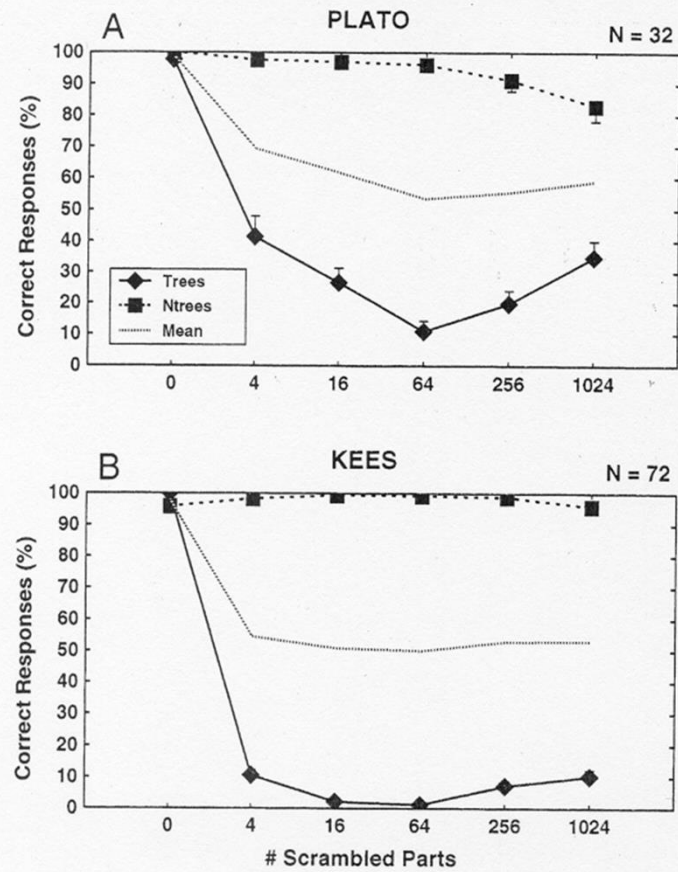 A
PLATO
N = 32
Correct Responses (%)
100
90
80
70
60
50
40
30
20
10
0
Trees
Ntrees
Mean
0 4 16 64 256 1024
B
KEES
N = 72
Correct Responses (%)
100
90
80
70
60
50
40
30
20
10
0
0 4 16 64 256 1024
# Scrambled Parts